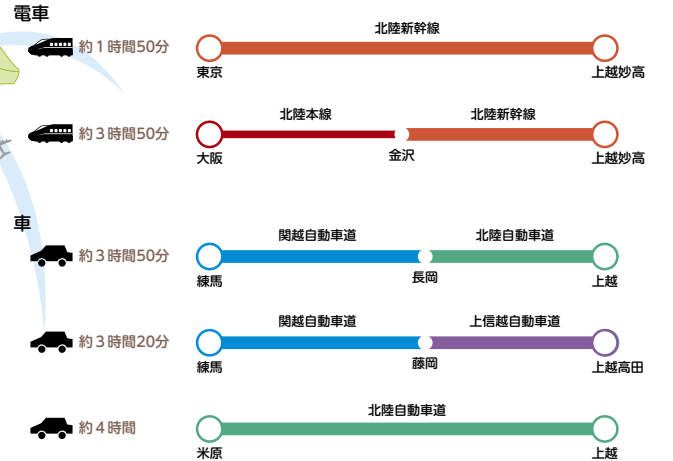 電車
約1時間50分
北陸新幹線
東京
上越妙高
約3時間50分
北陸本線
北陸新幹線
大阪
金沢
上越妙高
車
約3時間50分
関越自動車道
北陸自動車道
練馬
長岡
上越
約3時間20分
関越自動車道
上信越自動車道
練馬
藤岡
上越高田
約4時間
北陸自動車道
米原
上越